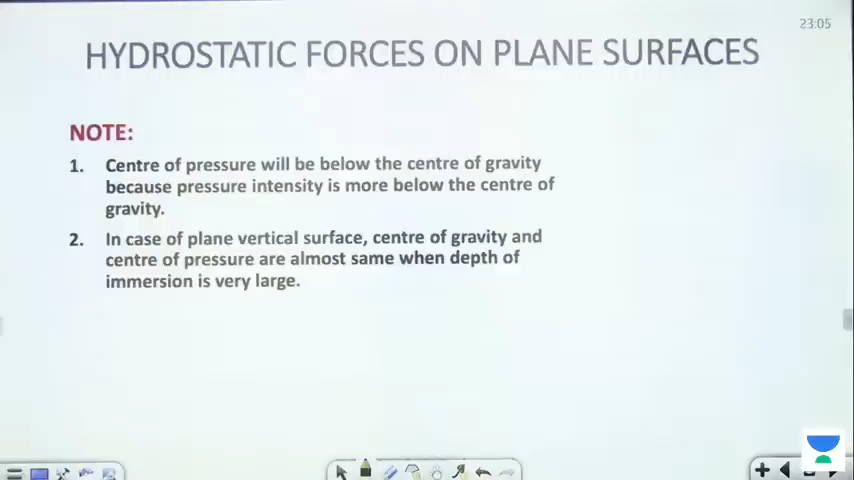 23:05
HYDROSTATIC FORCES ON PLANE SURFACES
NOTE:
1. Centre of pressure will be below the centre of gravity
because pressure intensity is more below the centre of
gravity.
2. In case of plane vertical surface, centre of gravity and
centre of pressure are almost same when depth of
immersion is very large.